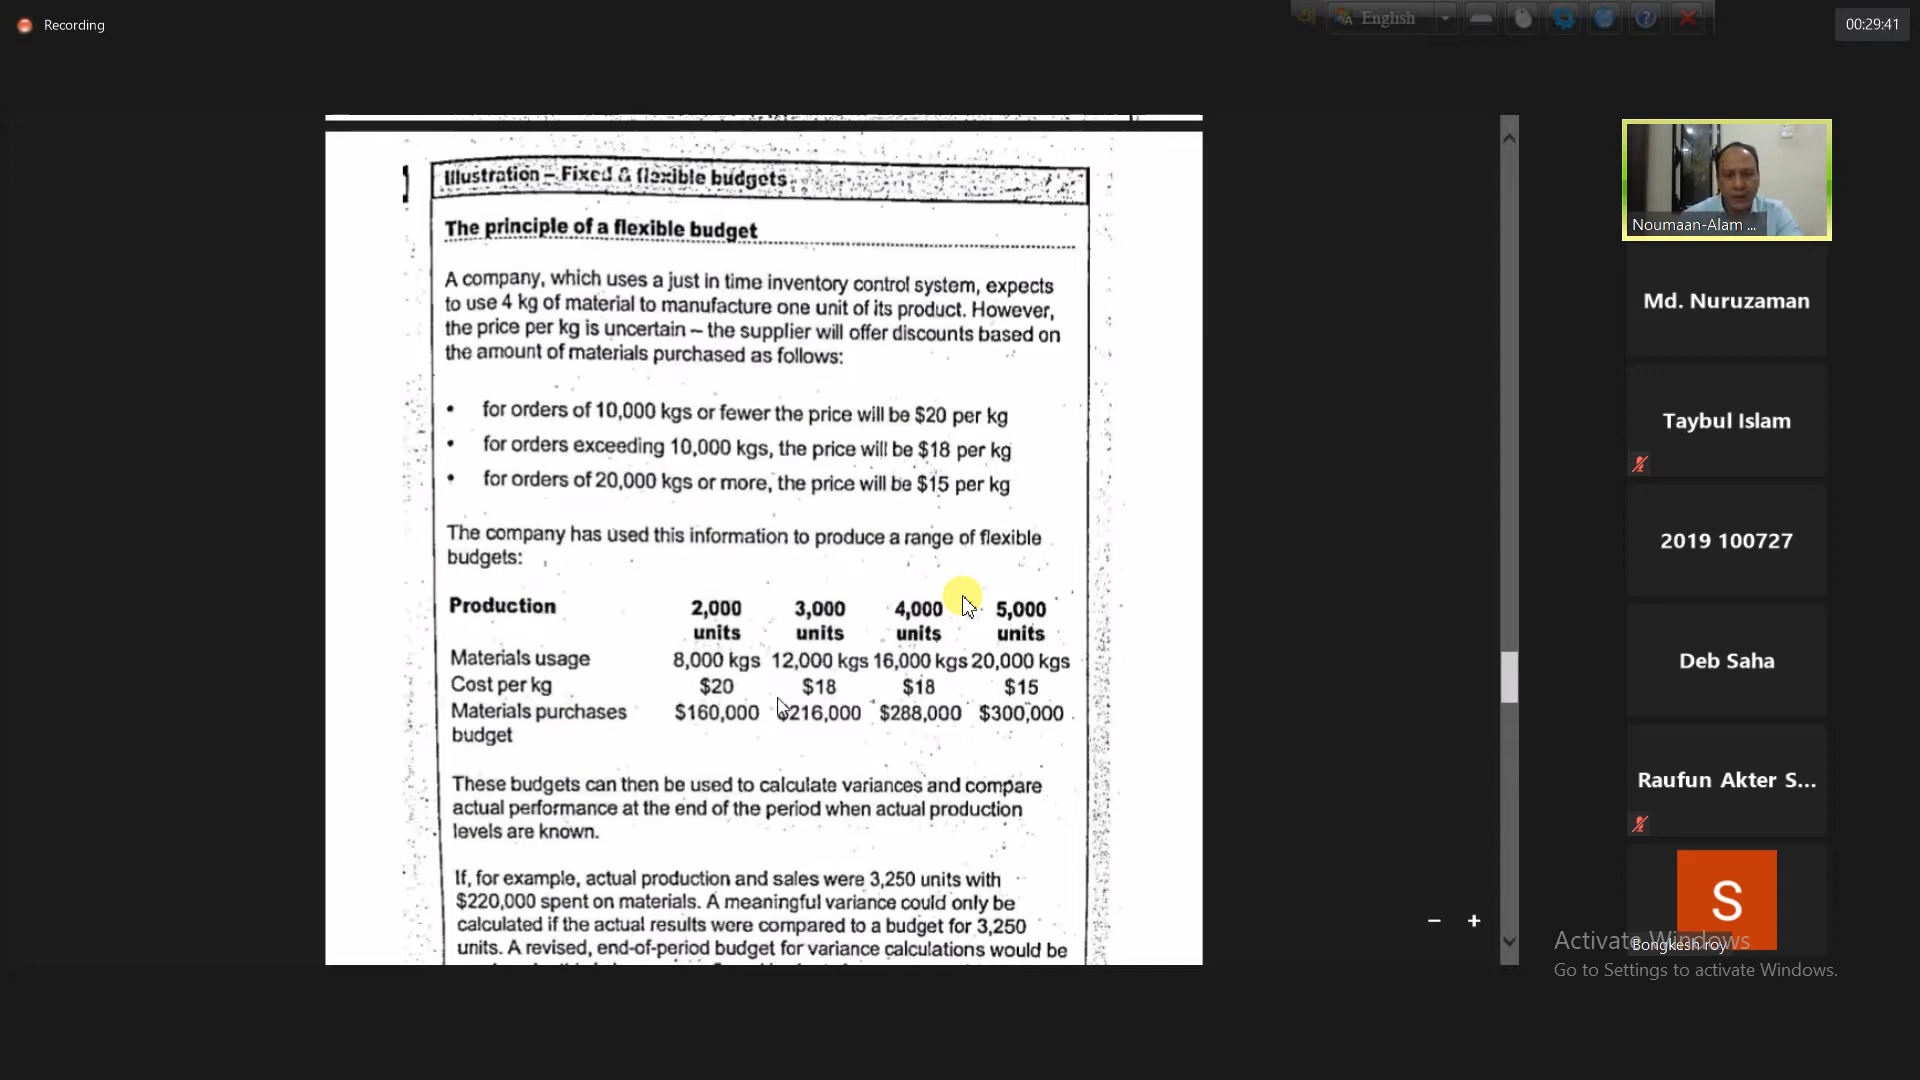 Recording
English
00:29:41
Illustration – Fixed & flexible budgets
The principle of a flexible budget
A company, which uses a just in time inventory control system, expects
to use 4 kg of material to manufacture one unit of its product. However,
the price per kg is uncertain – the supplier will offer discounts based on
the amount of materials purchased as follows:
• for orders of 10,000 kgs or fewer the price will be $20 per kg
• for orders exceeding 10,000 kgs, the price will be $18 per kg
• for orders of 20,000 kgs or more, the price will be $15 per kg
The company has used this information to produce a range of flexible
budgets:
Production 2,000 3,000 4,000 5,000
units units units units
Materials usage 8,000 kgs 12,000 kgs 16,000 kgs 20,000 kgs
Cost per kg $20 $18 $18 $15
Materials purchases $160,000 $216,000 $288,000 $300,000
budget
These budgets can then be used to calculate variances and compare
actual performance at the end of the period when actual production
levels are known.
If, for example, actual production and sales were 3,250 units with
$220,000 spent on materials. A meaningful variance could only be
calculated if the actual results were compared to a budget for 3,250
units. A revised, end-of-period budget for variance calculations would be
Noumaan-Alam ...
Md. Nuruzaman
Taybul Islam
2019 100727
Deb Saha
Raufun Akter S...
S
Bongkesh roy
Activate Windows
Go to Settings to activate Windows.